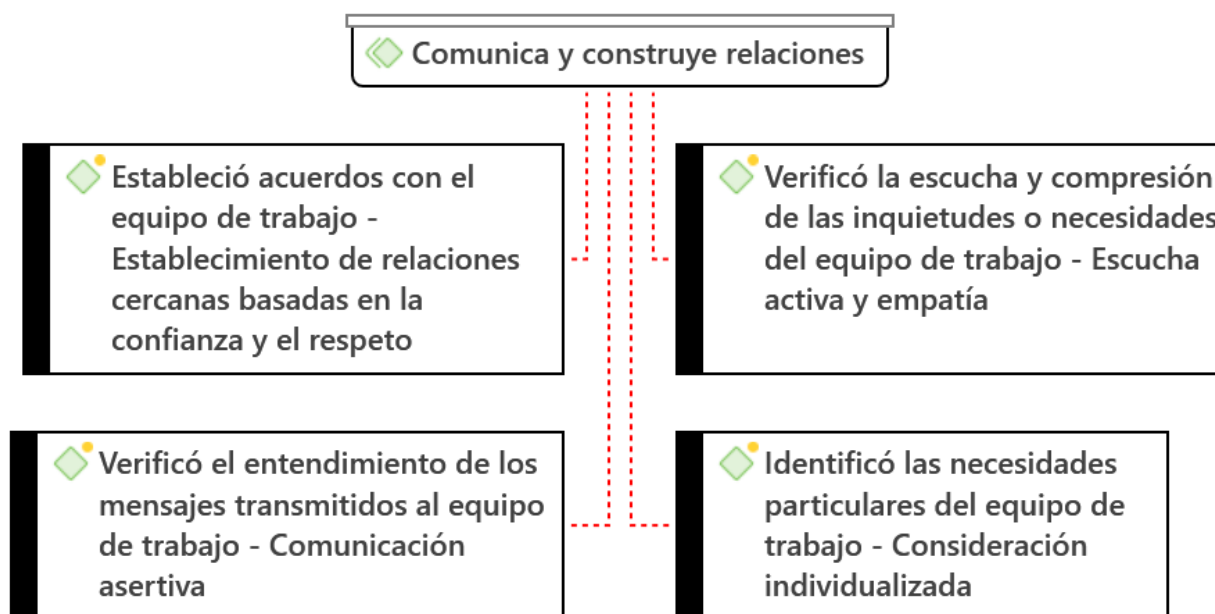 Comunica y construye relaciones
Estableció acuerdos con el
equipo de trabajo -
Establecimiento de relaciones
cercanas basadas en la
confianza y el respeto
Verificó la escucha y compresión
de las inquietudes o necesidades
del equipo de trabajo - Escucha
activa y empatía
Verificó el entendimiento de los
mensajes transmitidos al equipo
de trabajo - Comunicación
asertiva
Identificó las necesidades
particulares del equipo de
trabajo - Consideración
individualizada